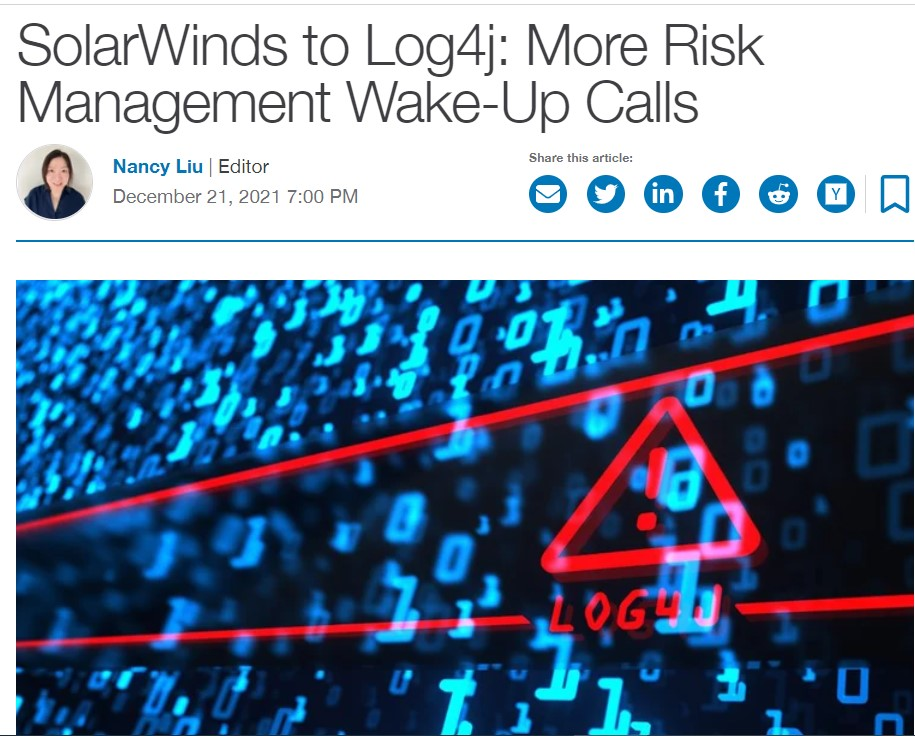 SolarWinds to Log4j: More Risk
Management Wake-Up Calls
Nancy Liu | Editor
December 21, 2021 7:00 PM
Share this article:
in
f
Y
!
LOG4J